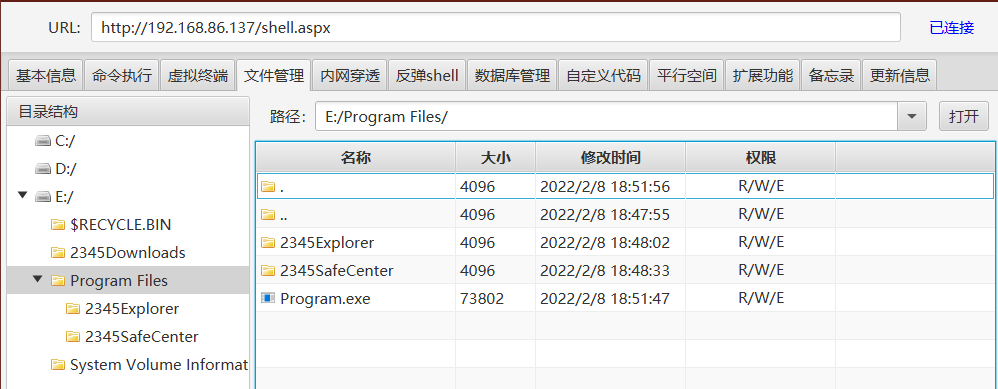 URL: http://192.168.86.137/shell.aspx 已连接
基本信息 命令执行 虚拟终端 文件管理 内网穿透 反弹shell 数据库管理 自定义代码 平行空间 扩展功能 备忘录 更新信息
目录结构
C:/
D:/
E:/
$RECYCLE.BIN
2345Downloads
Program Files
2345Explorer
2345SafeCenter
System Volume Informat
路径： E:/Program Files/ 打开
名称 大小 修改时间 权限
. 4096 2022/2/8 18:51:56 R/W/E
.. 4096 2022/2/8 18:47:55 R/W/E
2345Explorer 4096 2022/2/8 18:48:02 R/W/E
2345SafeCenter 4096 2022/2/8 18:48:33 R/W/E
Program.exe 73802 2022/2/8 18:51:47 R/W/E